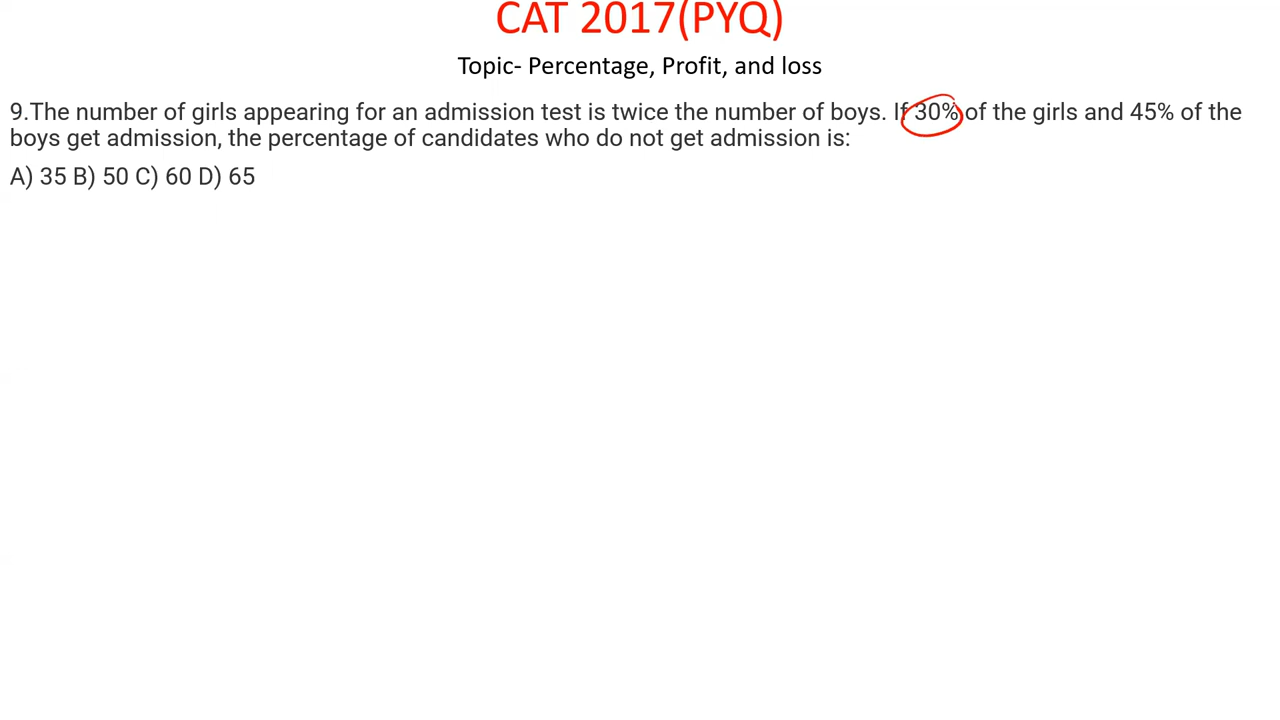 CAT 2017(PYQ)
Topic- Percentage, Profit, and loss
9.The number of girls appearing for an admission test is twice the number of boys. If 30% of the girls and 45% of the
boys get admission, the percentage of candidates who do not get admission is:
A) 35 B) 50 C) 60 D) 65